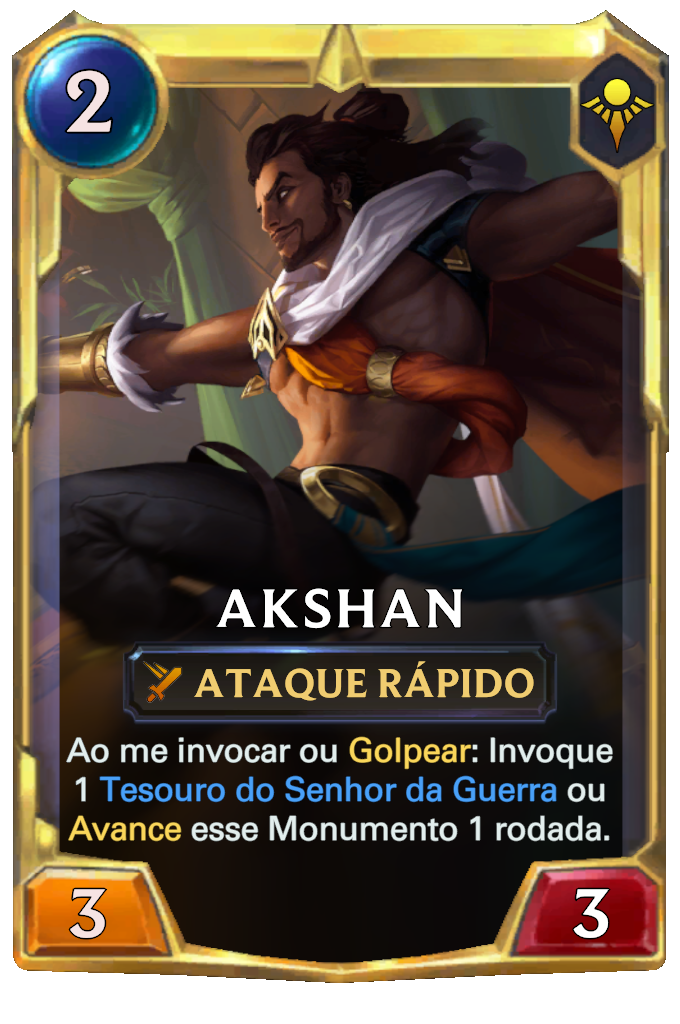 2
AKSHAN
ATAQUE RÁPIDO
Ao me invocar ou Golpear: Invoque
1 Tesouro do Senhor da Guerra ou
Avance esse Monumento 1 rodada.
3 3